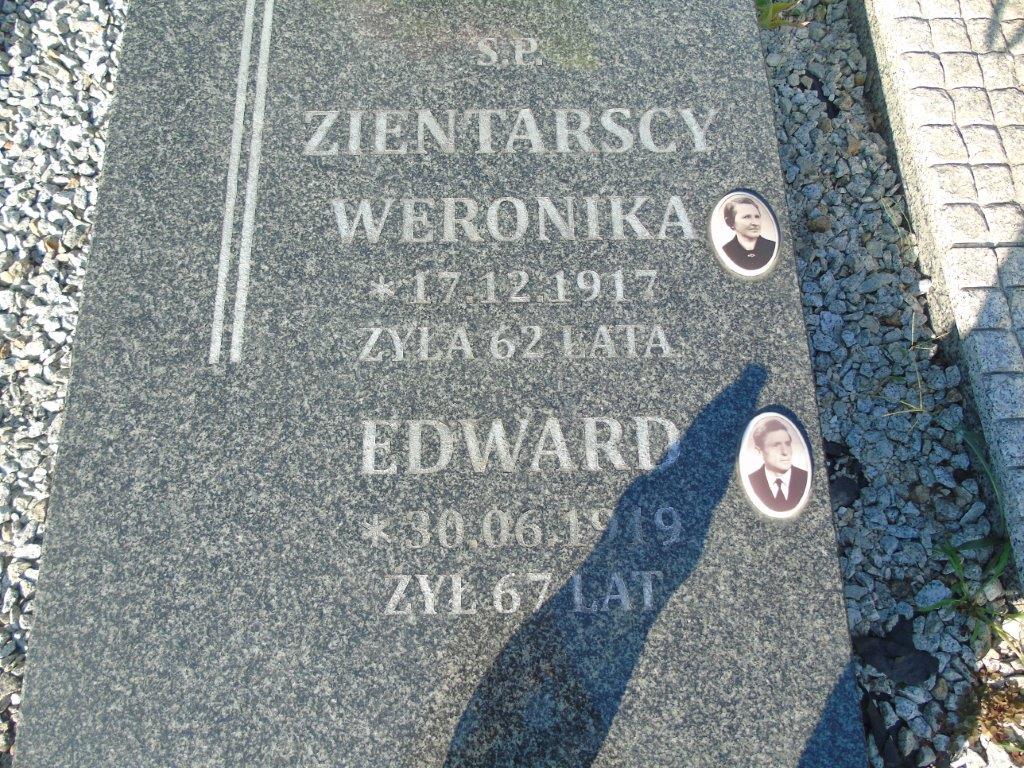 Ś.P.
ZIENTARSCY
WERONIKA
*17.12.1917
ŻYŁA 62 LATA
EDWARD
*30.06.1919
ŻYŁ 67 LAT